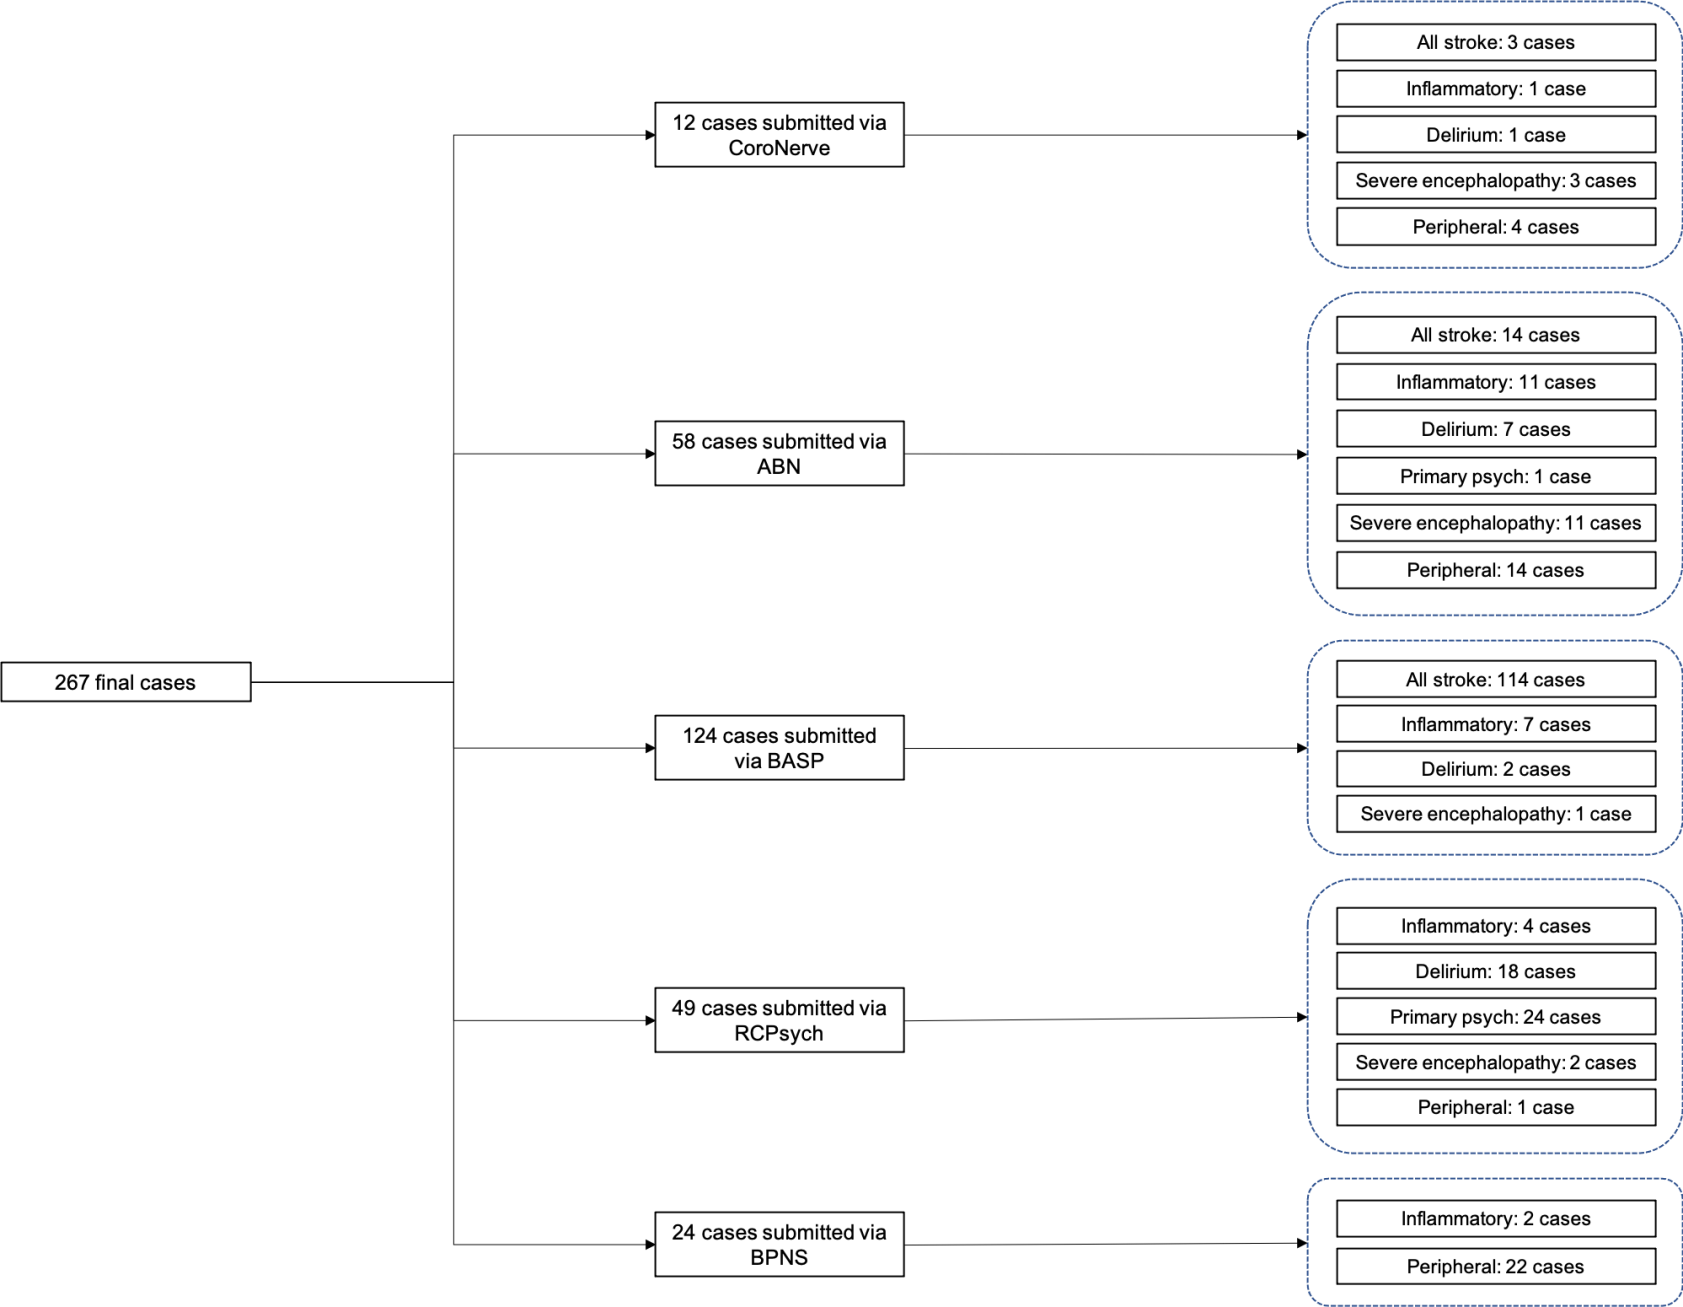 267 final cases
12 cases submitted via
CoroNerve
All stroke: 3 cases
Inflammatory: 1 case
Delirium: 1 case
Severe encephalopathy: 3 cases
Peripheral: 4 cases
58 cases submitted via
ABN
All stroke: 14 cases
Inflammatory: 11 cases
Delirium: 7 cases
Primary psych: 1 case
Severe encephalopathy: 11 cases
Peripheral: 14 cases
124 cases submitted
via BASP
All stroke: 114 cases
Inflammatory: 7 cases
Delirium: 2 cases
Severe encephalopathy: 1 case
49 cases submitted via
RCPsych
Inflammatory: 4 cases
Delirium: 18 cases
Primary psych: 24 cases
Severe encephalopathy: 2 cases
Peripheral: 1 case
24 cases submitted via
BPNS
Inflammatory: 2 cases
Peripheral: 22 cases